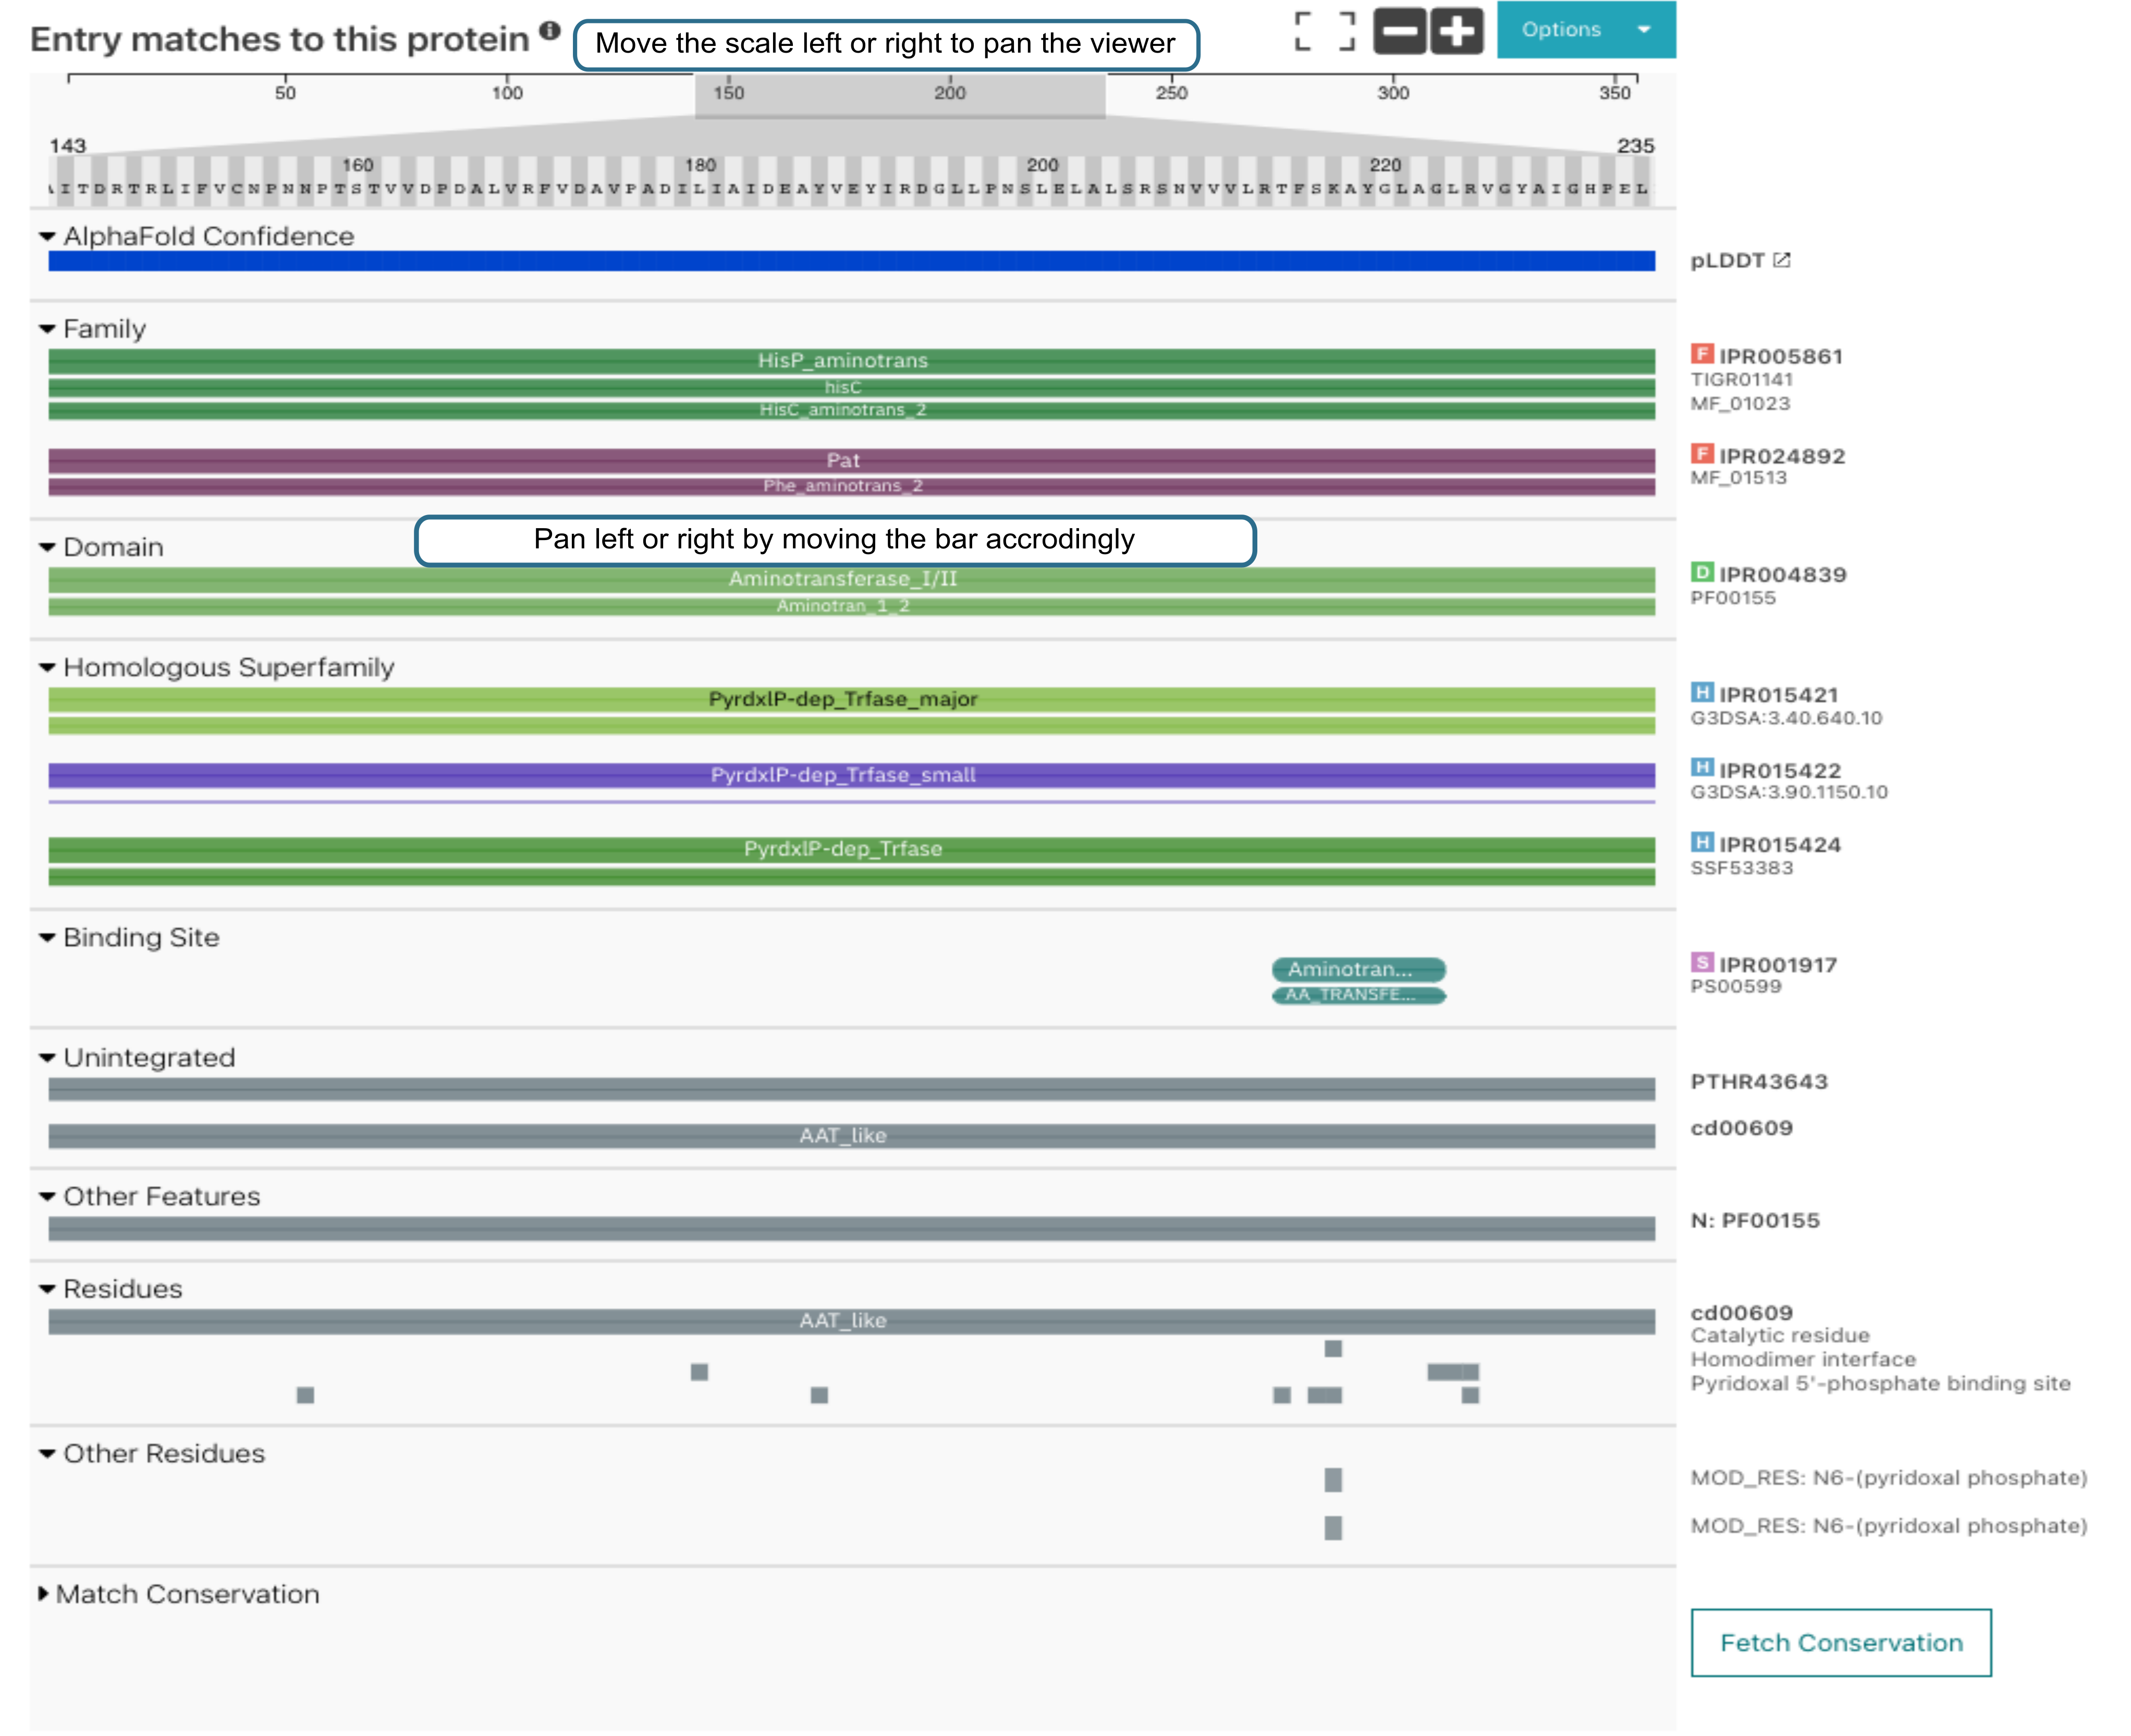 Entry matches to this protein
Move the scale left or right to pan the viewer
Options
50 100 150 200 250 300 350
143 235
160 180 200 220
AITDRTRLIFVCNPNNPTSTVVDPDALVRFVDAVPADILIAIDEAYVEYIRDGLLPNSLELALSRSNVVVLRTFSKAYGLAGLRVGYAIGHPEL
AlphaFold Confidence
pLDDT
Family
HisP_aminotrans
F IPR005861
hisC
TIGR01141
HisC_aminotrans_2
MF_01023
Pat
F IPR024892
Phe_aminotrans_2
MF_01513
Pan left or right by moving the bar accrodingly
Domain
Aminotransferase_I/II
D IPR004839
Aminotran_1_2
PF00155
Homologous Superfamily
PyrdxlP-dep_Trfase_major
H IPR015421
G3DSA:3.40.640.10
PyrdxlP-dep_Trfase_small
H IPR015422
G3DSA:3.90.1150.10
PyrdxlP-dep_Trfase
H IPR015424
SSF53383
Binding Site
Aminotran...
S IPR001917
AA_TRANSFE...
PS00599
Unintegrated
PTHR43643
AAT_like
cd00609
Other Features
N: PF00155
Residues
AAT_like
cd00609
Catalytic residue
Homodimer interface
Pyridoxal 5'-phosphate binding site
Other Residues
MOD_RES: N6-(pyridoxal phosphate)
MOD_RES: N6-(pyridoxal phosphate)
Match Conservation
Fetch Conservation